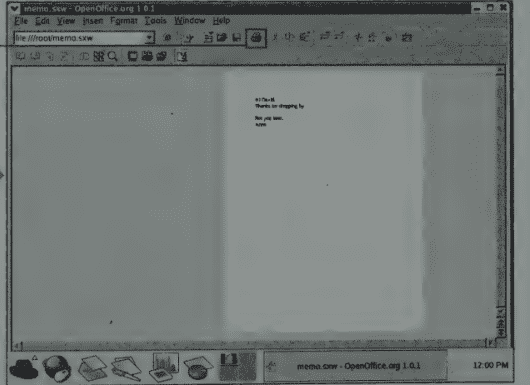 memo.sxw - OpenOffice.org 1.0.1
File Edit View Insert Format Tools Window Help
file:///root/memo.sxw
Thanks for dropping by
See you soon.
memo.sxw - OpenOffice.org 1.0.1
12:00 PM